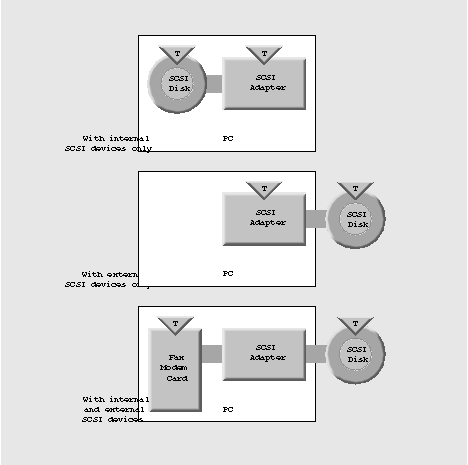 T
T
SCSI
Disk
SCSI
Adapter
With internal
SCSI devices only
PC
T
T
SCSI
Adapter
SCSI
Disk
With extern
SCSI devices only
PC
T
T
Fax
Modem
Card
SCSI
Adapter
SCSI
Disk
With internal
and external
SCSI devices
PC